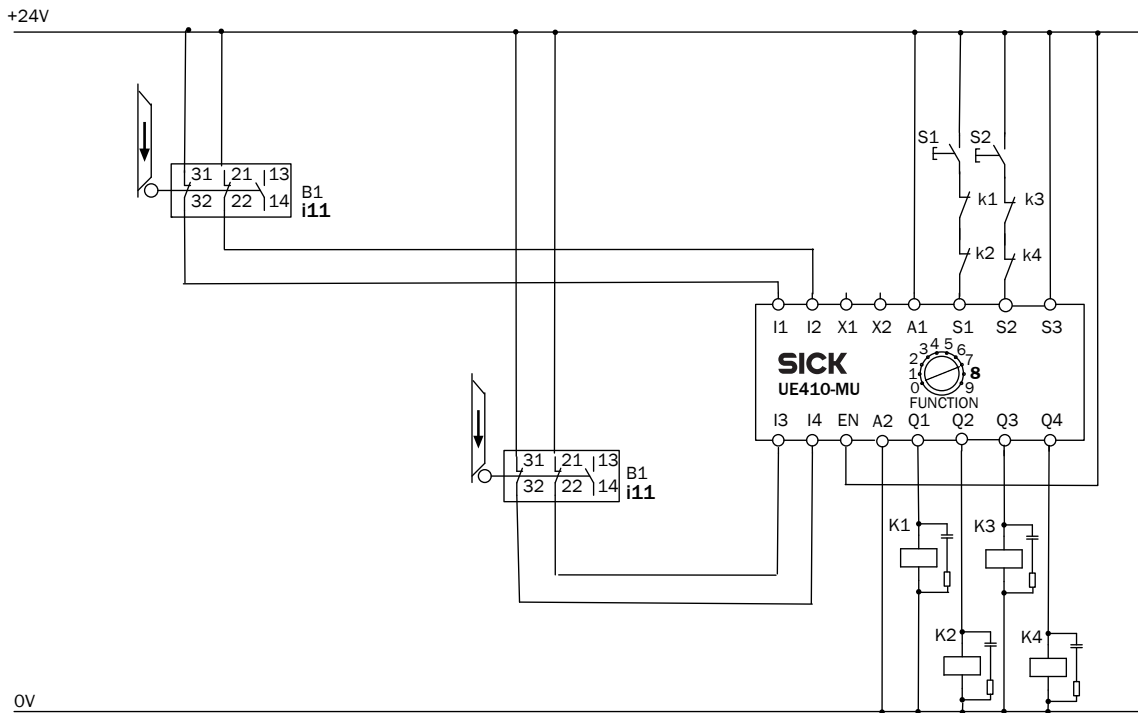 +24V
S1 S2
31 21 13
B1
k1 k3
32 22 14
i11
k2 k4
I1 I2 X1 X2 A1 S1 S2 S3
SICK
UE410-MU
0 1 2 3 4 5 6 7 8 9
FUNCTION
I3 I4 EN A2 Q1 Q2 Q3 Q4
31 21 13
B1
32 22 14
i11
K1 K3
K2 K4
0V